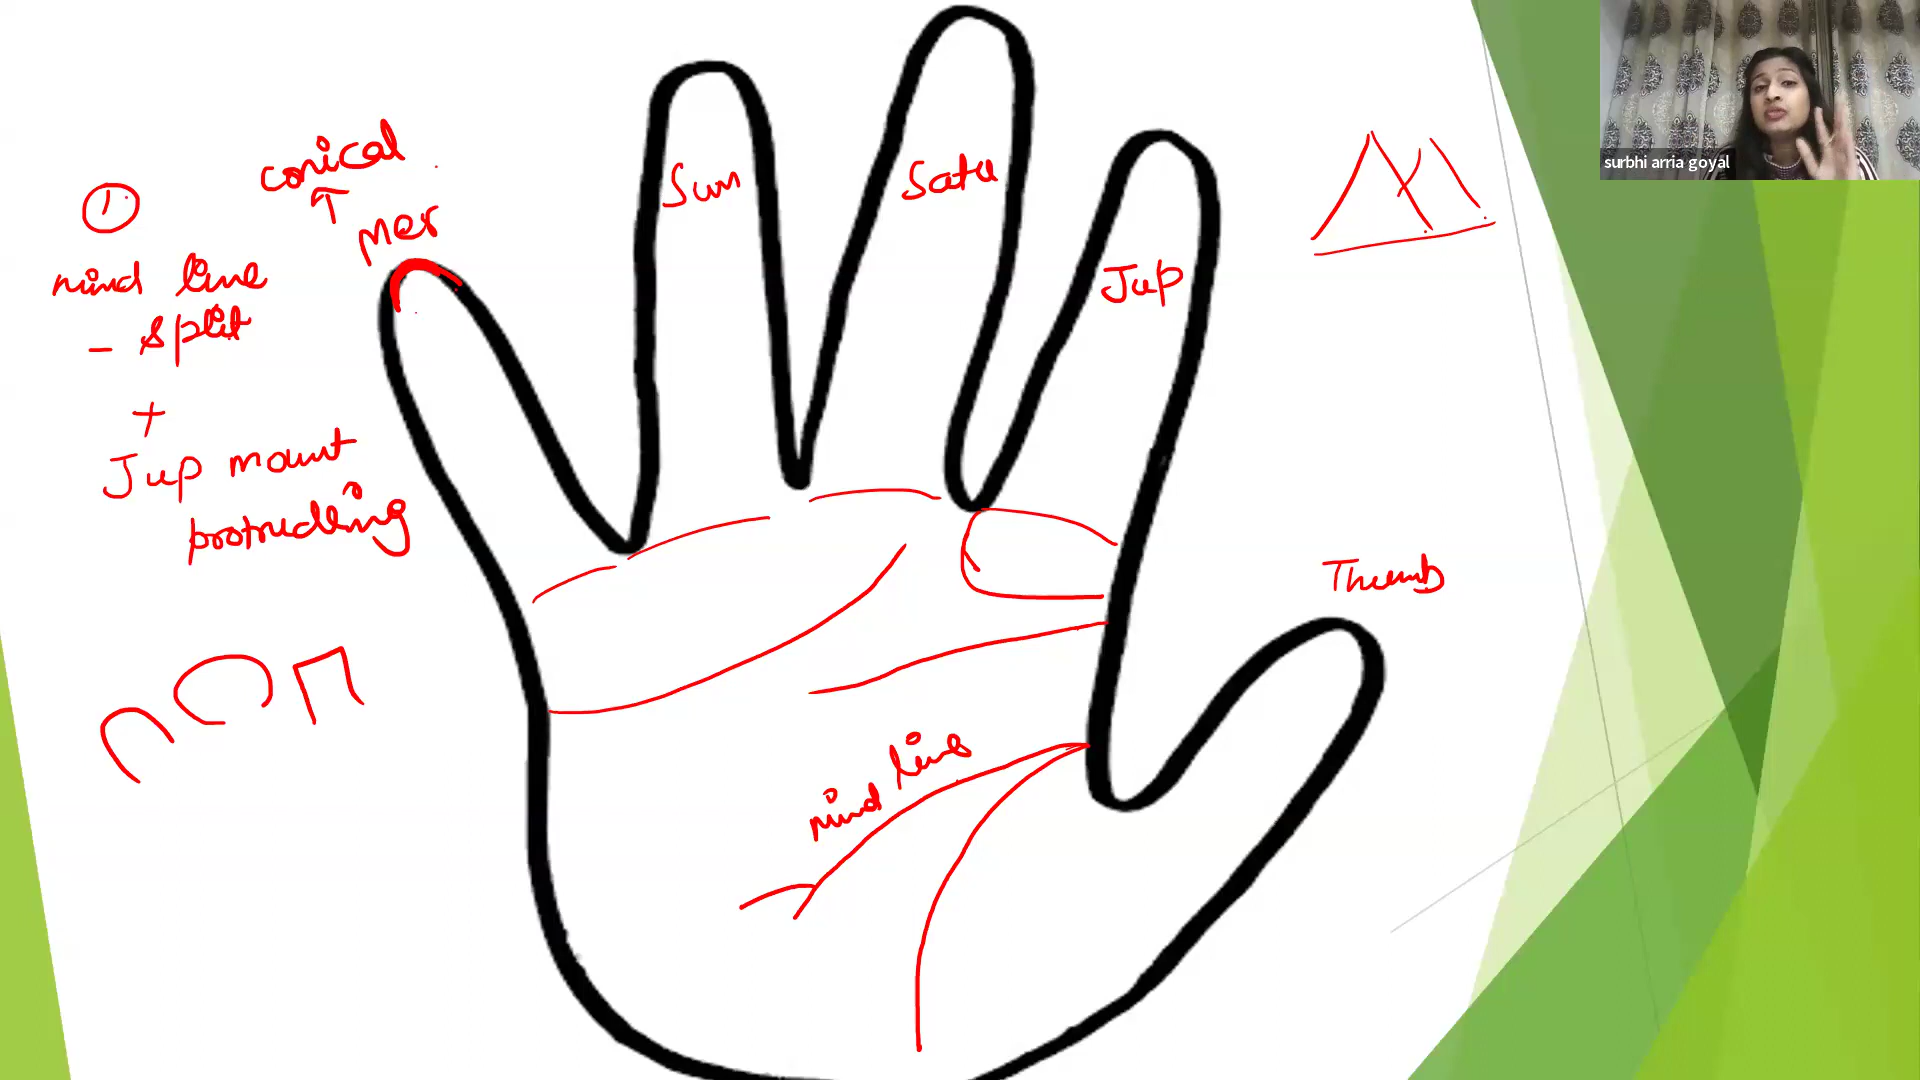 surbhi arria goyal
conical
1.
Mer
mind line
- split
+
Jup mount
protruding
Sun
Satu
Jup
Thumb
mind line